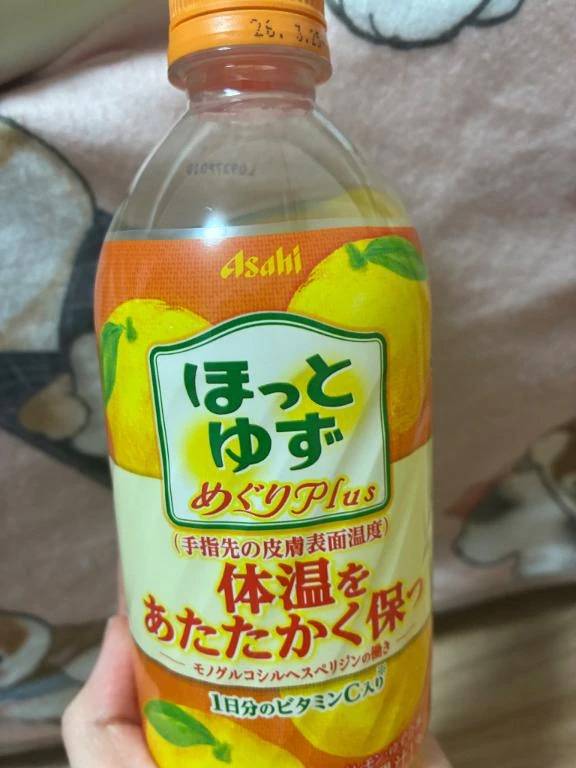 26. 3.25
Asahi
ほっと
ゆず
めぐりPlus
(手指先の皮膚表面温度)
体温を
あたたかく保つ
モノグルコシルヘスペリジンの働き
1日分のビタミンC入り※